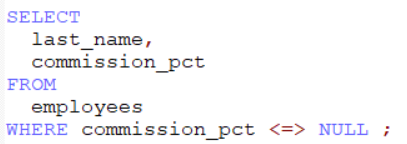 SELECT
last_name,
commission_pct
FROM
employees
WHERE commission_pct <=> NULL ;